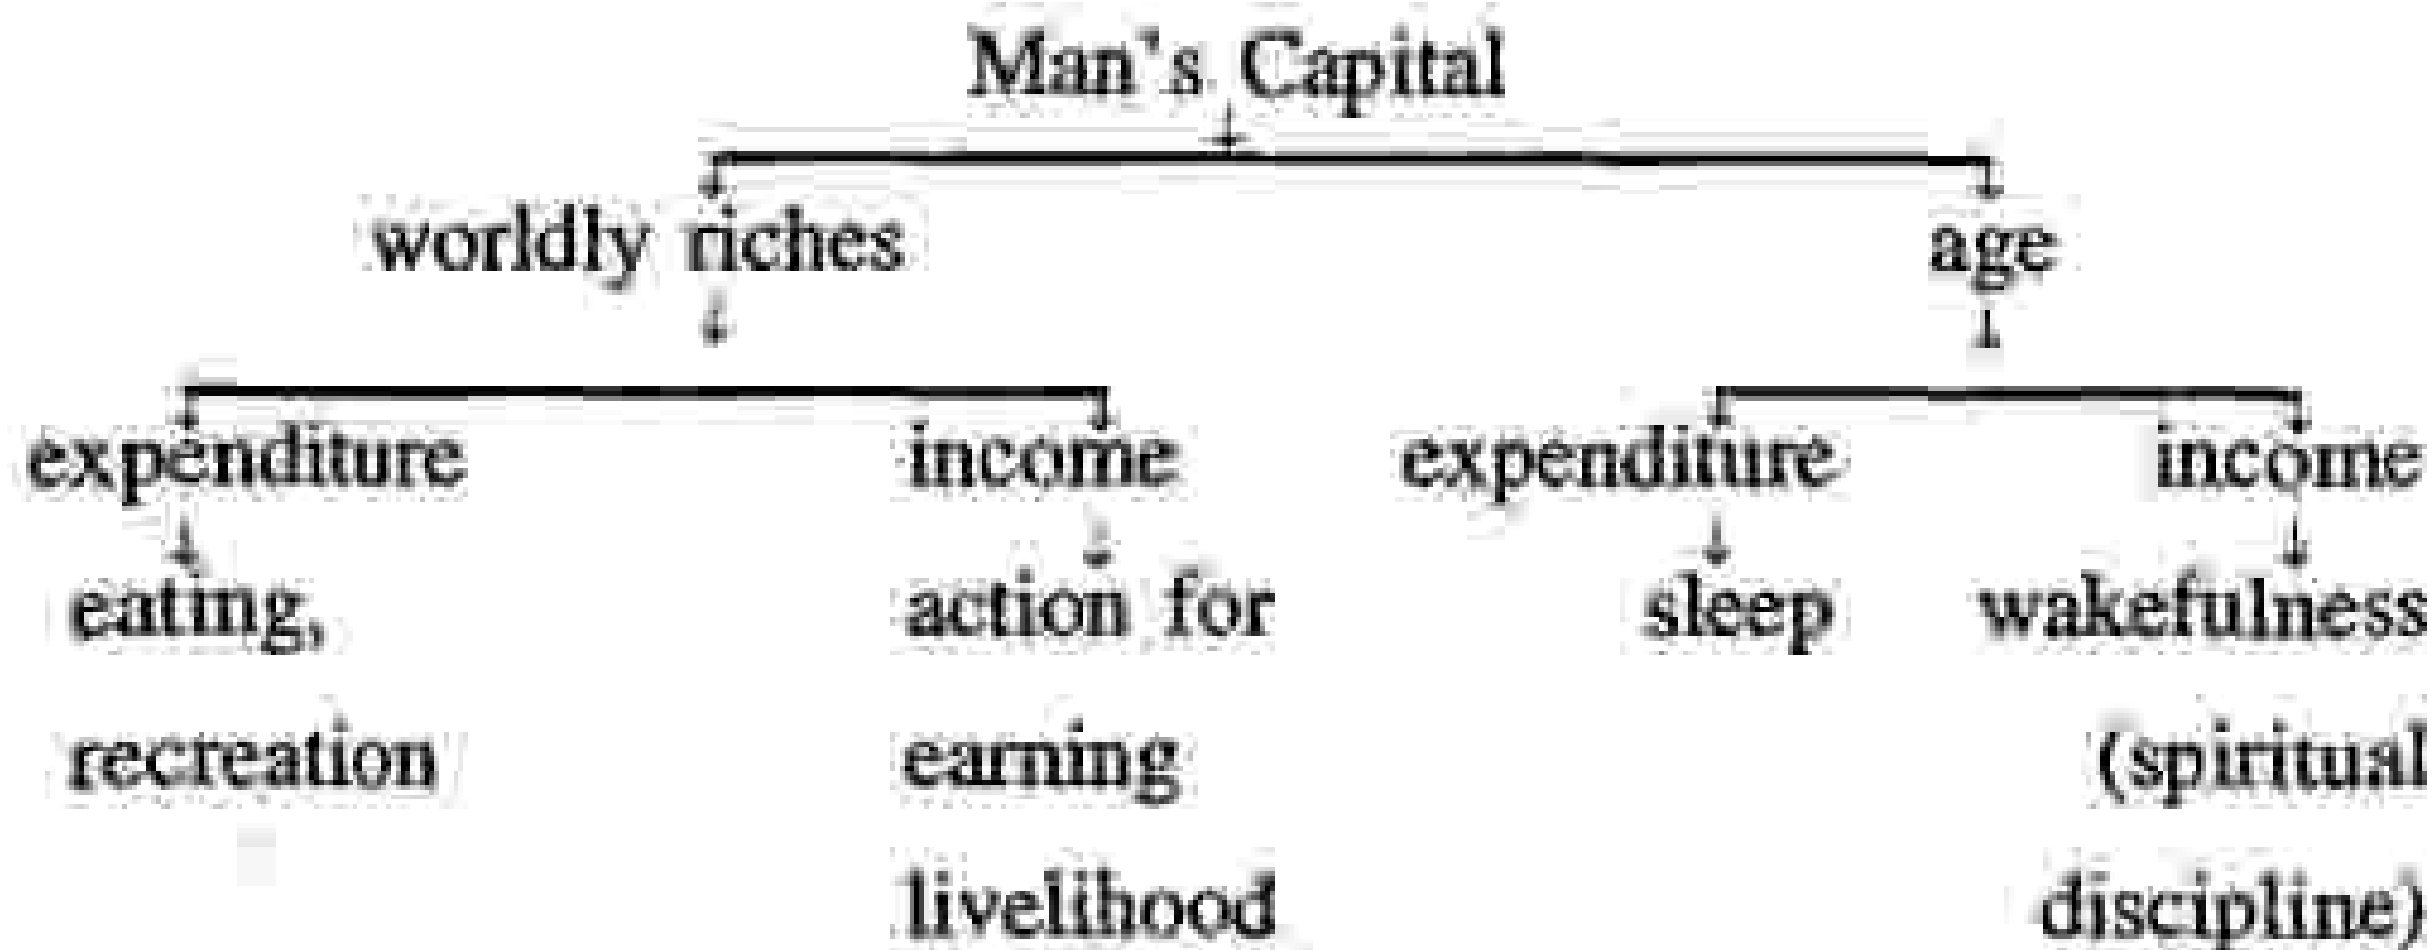 Man's Capital
worldly riches age
expenditure income expenditure income
eating, action for sleep wakefulness
recreation earning (spiritual
livelihood discipline)